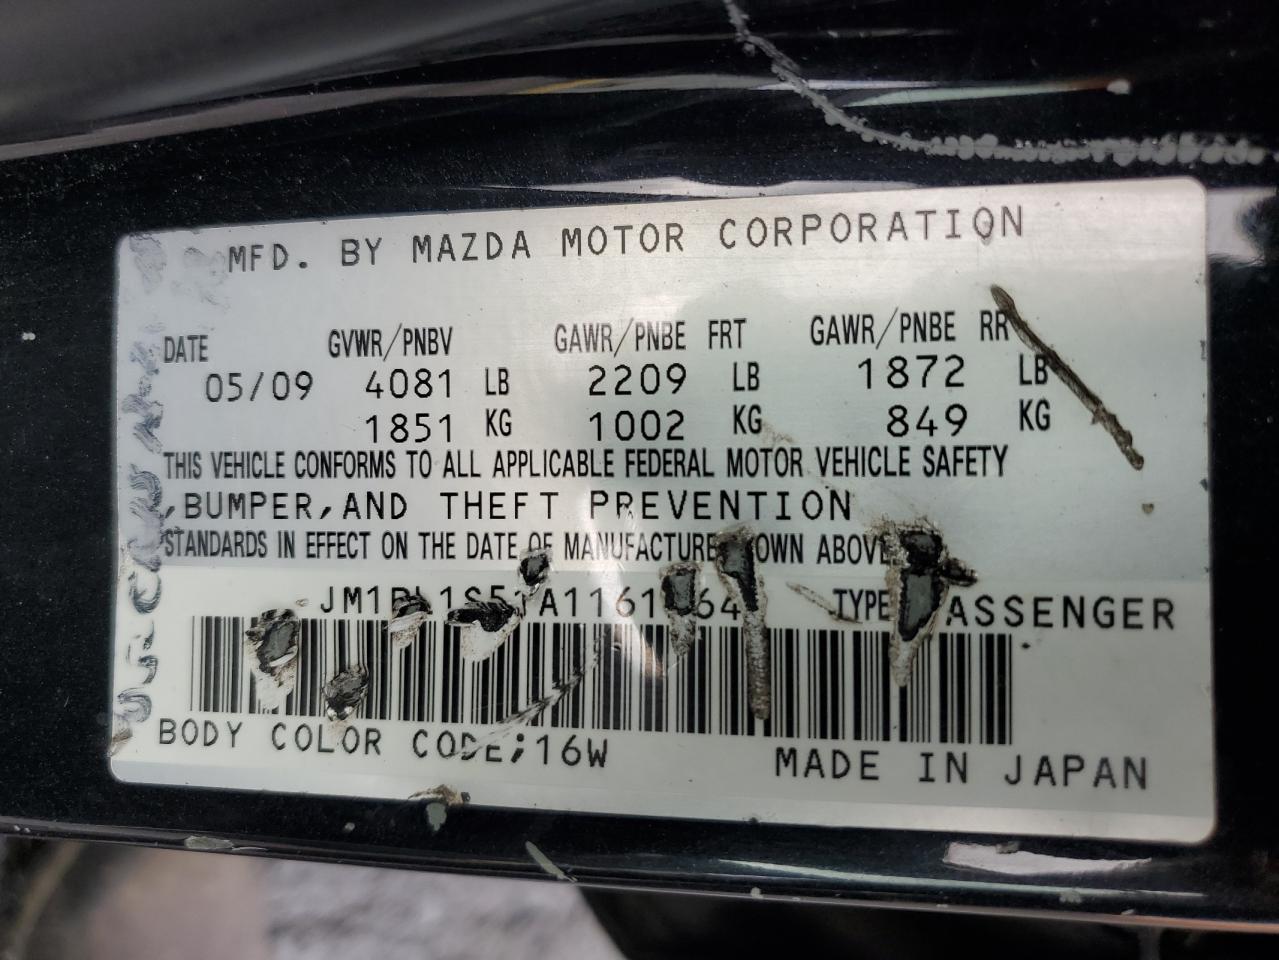 MFD. BY MAZDA MOTOR CORPORATION
DATE GVWR/PNBV GAWR/PNBE FRT GAWR/PNBE RR
05/09 4081 LB 2209 LB 1872 LB
1851 KG 1002 KG 849 KG
THIS VEHICLE CONFORMS TO ALL APPLICABLE FEDERAL MOTOR VEHICLE SAFETY
,BUMPER,AND THEFT PREVENTION
STANDARDS IN EFFECT ON THE DATE OF MANUFACTURE ABOVE
TYPE PASSENGER
BODY COLOR CODE;16W MADE IN JAPAN